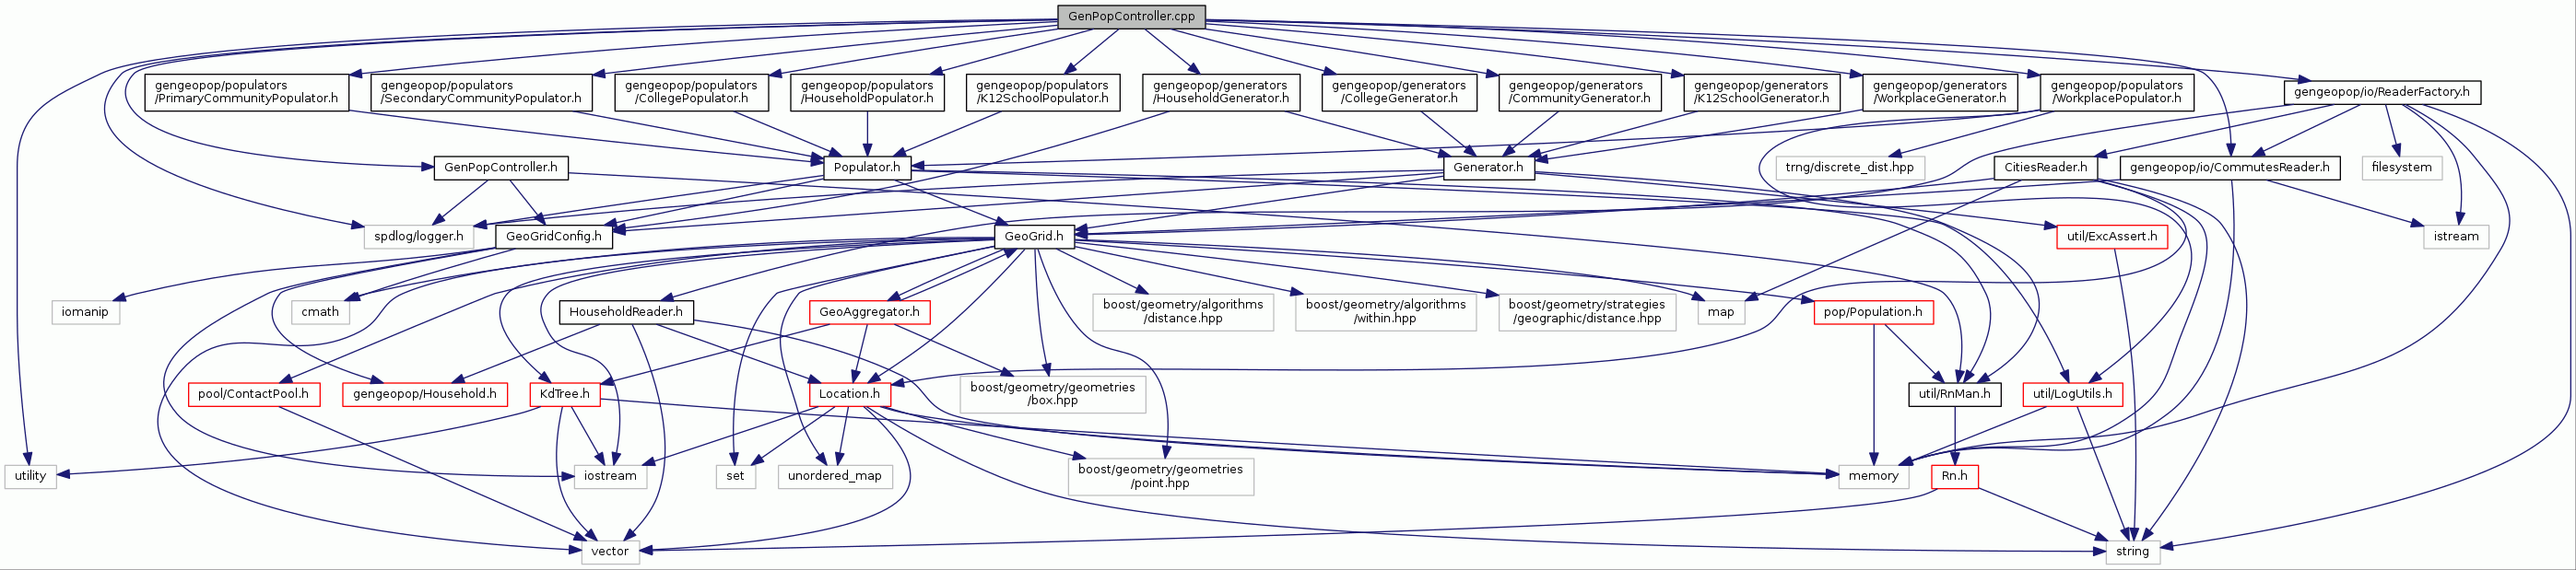 GenPopController.cpp
gengeopop/populators
/PrimaryCommunityPopulator.h
gengeopop/populators
/SecondaryCommunityPopulator.h
gengeopop/populators
/CollegePopulator.h
gengeopop/populators
/HouseholdPopulator.h
gengeopop/populators
/K12SchoolPopulator.h
gengeopop/generators
/HouseholdGenerator.h
gengeopop/generators
/CollegeGenerator.h
gengeopop/generators
/CommunityGenerator.h
gengeopop/generators
/K12SchoolGenerator.h
gengeopop/generators
/WorkplaceGenerator.h
gengeopop/populators
/WorkplacePopulator.h
gengeopop/io/ReaderFactory.h
GenPopController.h
Populator.h
Generator.h
trng/discrete_dist.hpp
CitiesReader.h
gengeopop/io/CommutesReader.h
filesystem
spdlog/logger.h
GeoGridConfig.h
GeoGrid.h
util/ExcAssert.h
istream
iomanip
cmath
HouseholdReader.h
GeoAggregator.h
boost/geometry/algorithms
/distance.hpp
boost/geometry/algorithms
/within.hpp
boost/geometry/strategies
/geographic/distance.hpp
map
pop/Population.h
pool/ContactPool.h
gengeopop/Household.h
KdTree.h
Location.h
boost/geometry/geometries
/box.hpp
util/RnMan.h
util/LogUtils.h
utility
iostream
set
unordered_map
boost/geometry/geometries
/point.hpp
memory
Rn.h
vector
string